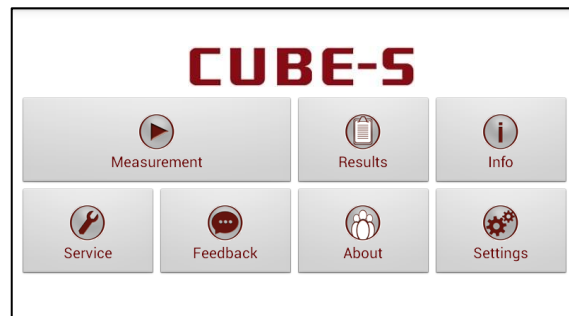 CUBE-S
Measurement
Results
Info
Service
Feedback
About
Settings